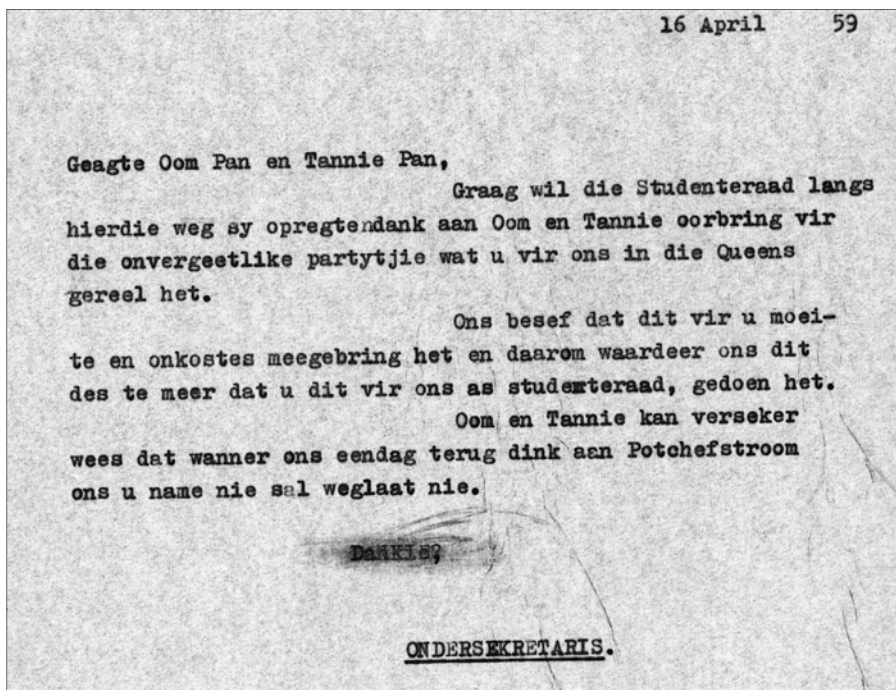 16 April 59
Geagte Oom Pan en Tannie Pan,
Graag wil die Studenteraad langs
hierdie weg sy opregtendank aan Oom en Tannie oorbring vir
die onvergeetlike partytjie wat u vir ons in die Queens
gereel het.
Ons besef dat dit vir u moei-
te en onkostes meegebring het en daarom waardeer ons dit
des te meer dat u dit vir ons as studenteraad, gedoen het.
Oom en Tannie kan verseker
wees dat wanner ons eendag terug dink aan Potchefstroom
ons u name nie sal weglaat nie.
Dankie?
ONDERSEKRETARIS.